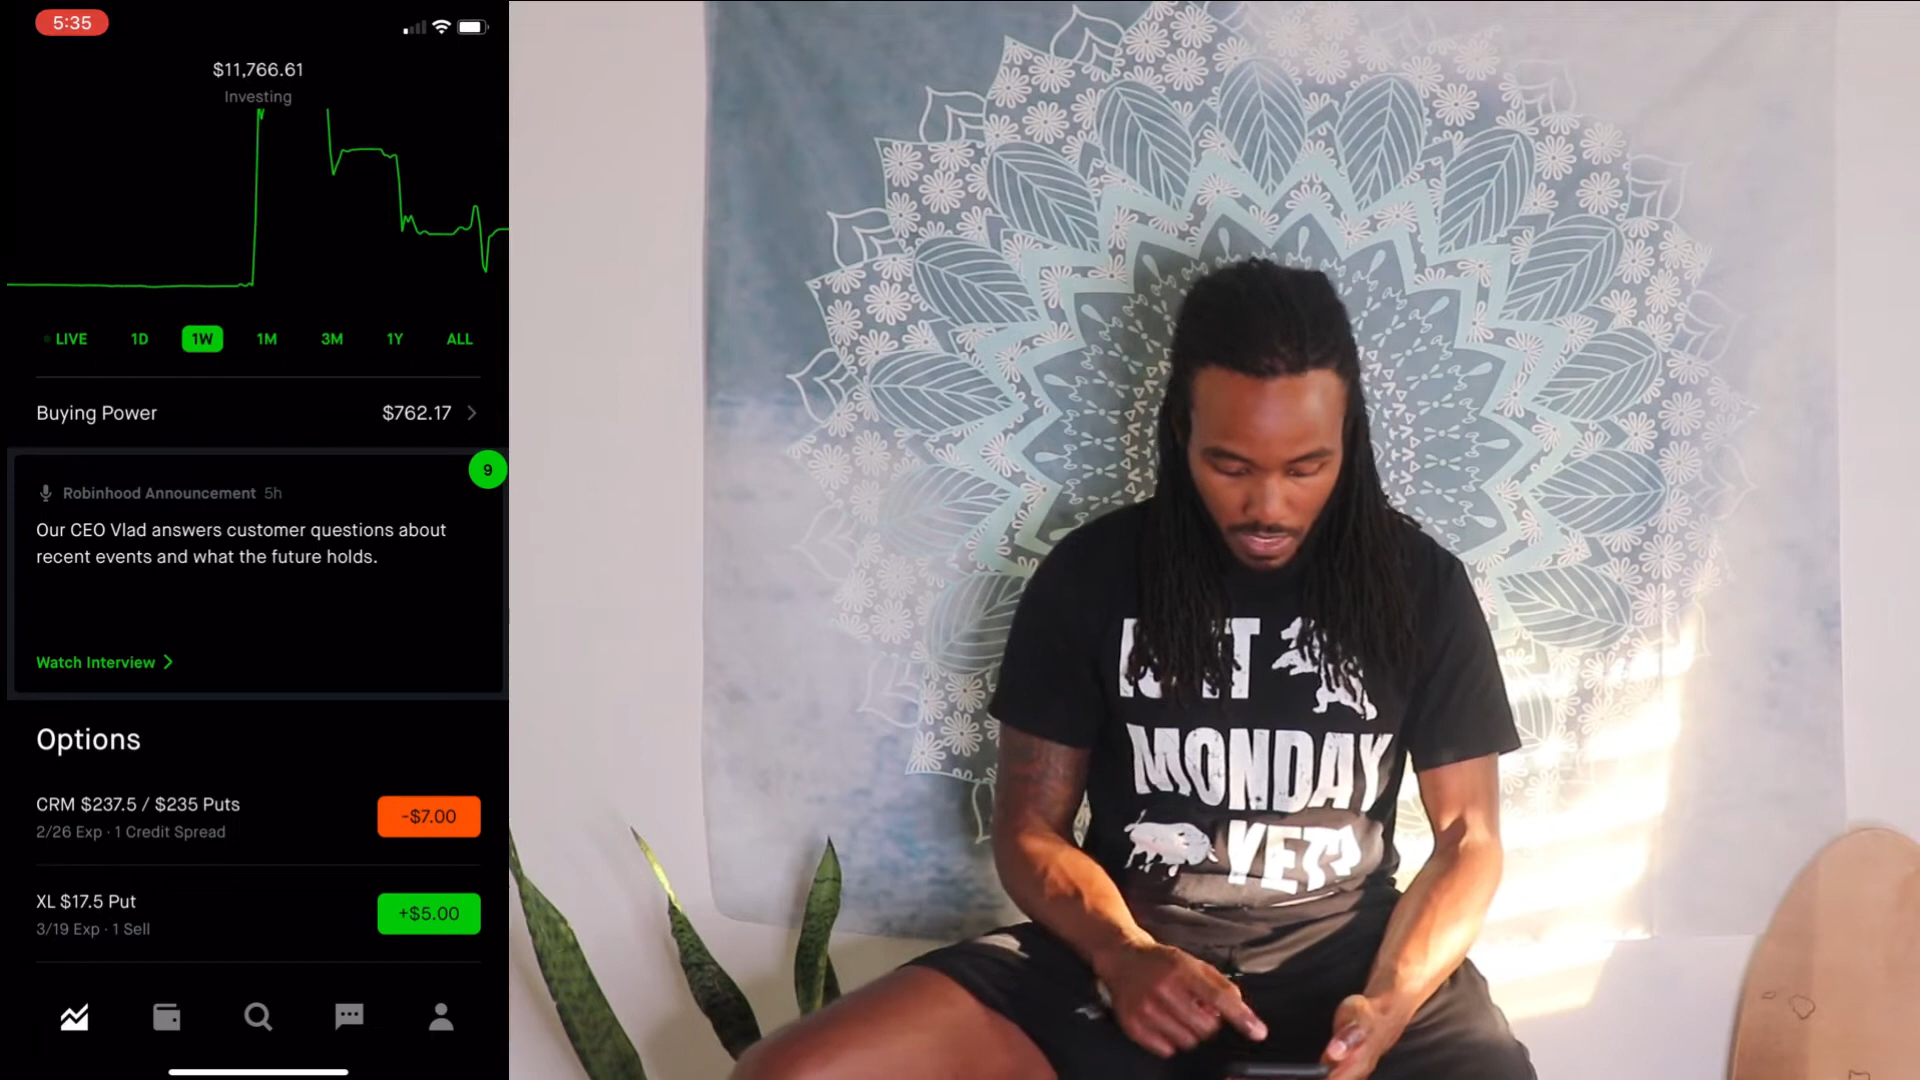 5:35
$11,766.61
Investing
LIVE 1D 1W 1M 3M 1Y ALL
Buying Power $762.17
9
Robinhood Announcement 5h
Our CEO Vlad answers customer questions about
recent events and what the future holds.
Watch Interview
Options
CRM $237.5 / $235 Puts
-$7.00
2/26 Exp · 1 Credit Spread
XL $17.5 Put
+$5.00
3/19 Exp · 1 Sell
IS IT
MONDAY
YET?